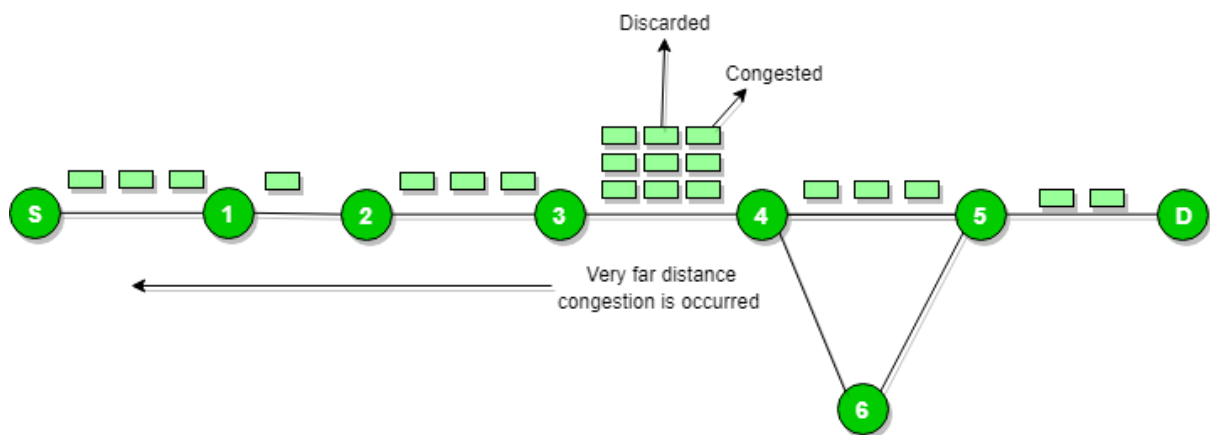 Discarded
Congested
S
1
2
3
4
5
D
Very far distance
congestion is occurred
6